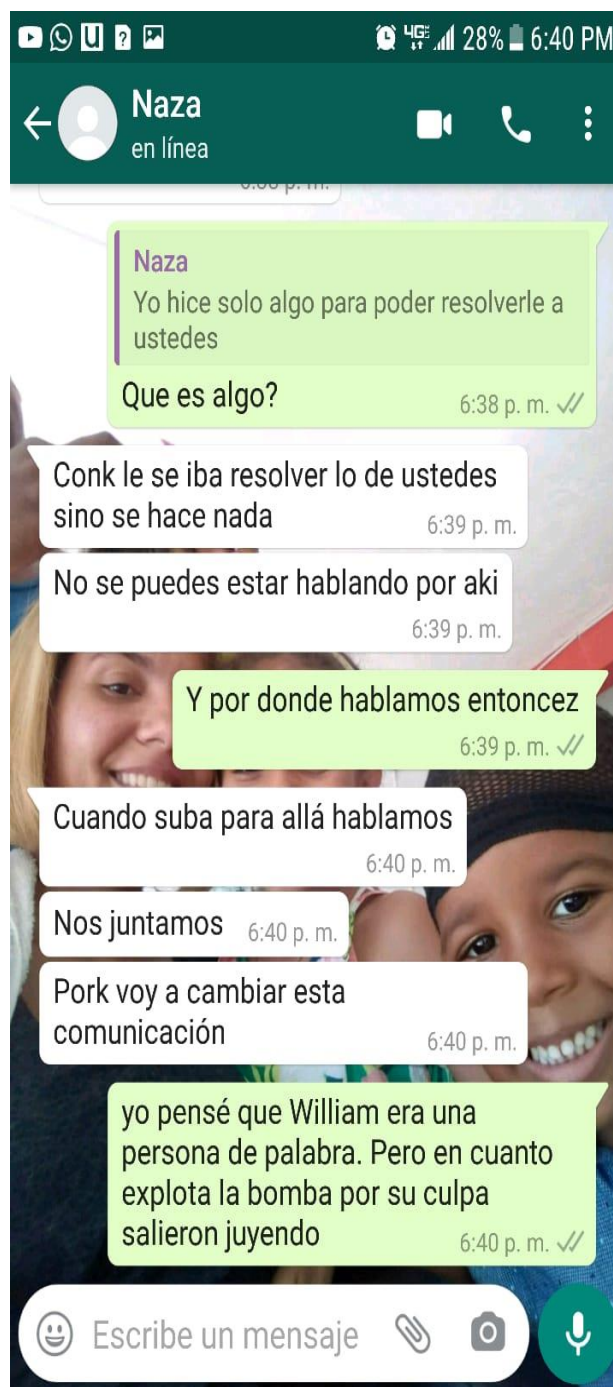 4G 28% 6:40 PM
Naza
en línea
Naza
Yo hice solo algo para poder resolverle a
ustedes
Que es algo?
6:38 p. m.
Conk le se iba resolver lo de ustedes
sino se hace nada
6:39 p. m.
No se puedes estar hablando por aki
6:39 p. m.
Y por donde hablamos entoncez
6:39 p. m.
Cuando suba para allá hablamos
6:40 p. m.
Nos juntamos 6:40 p. m.
Pork voy a cambiar esta
comunicación
6:40 p. m.
yo pensé que William era una
persona de palabra. Pero en cuanto
explota la bomba por su culpa
salieron juyendo
6:40 p. m.
Escribe un mensaje